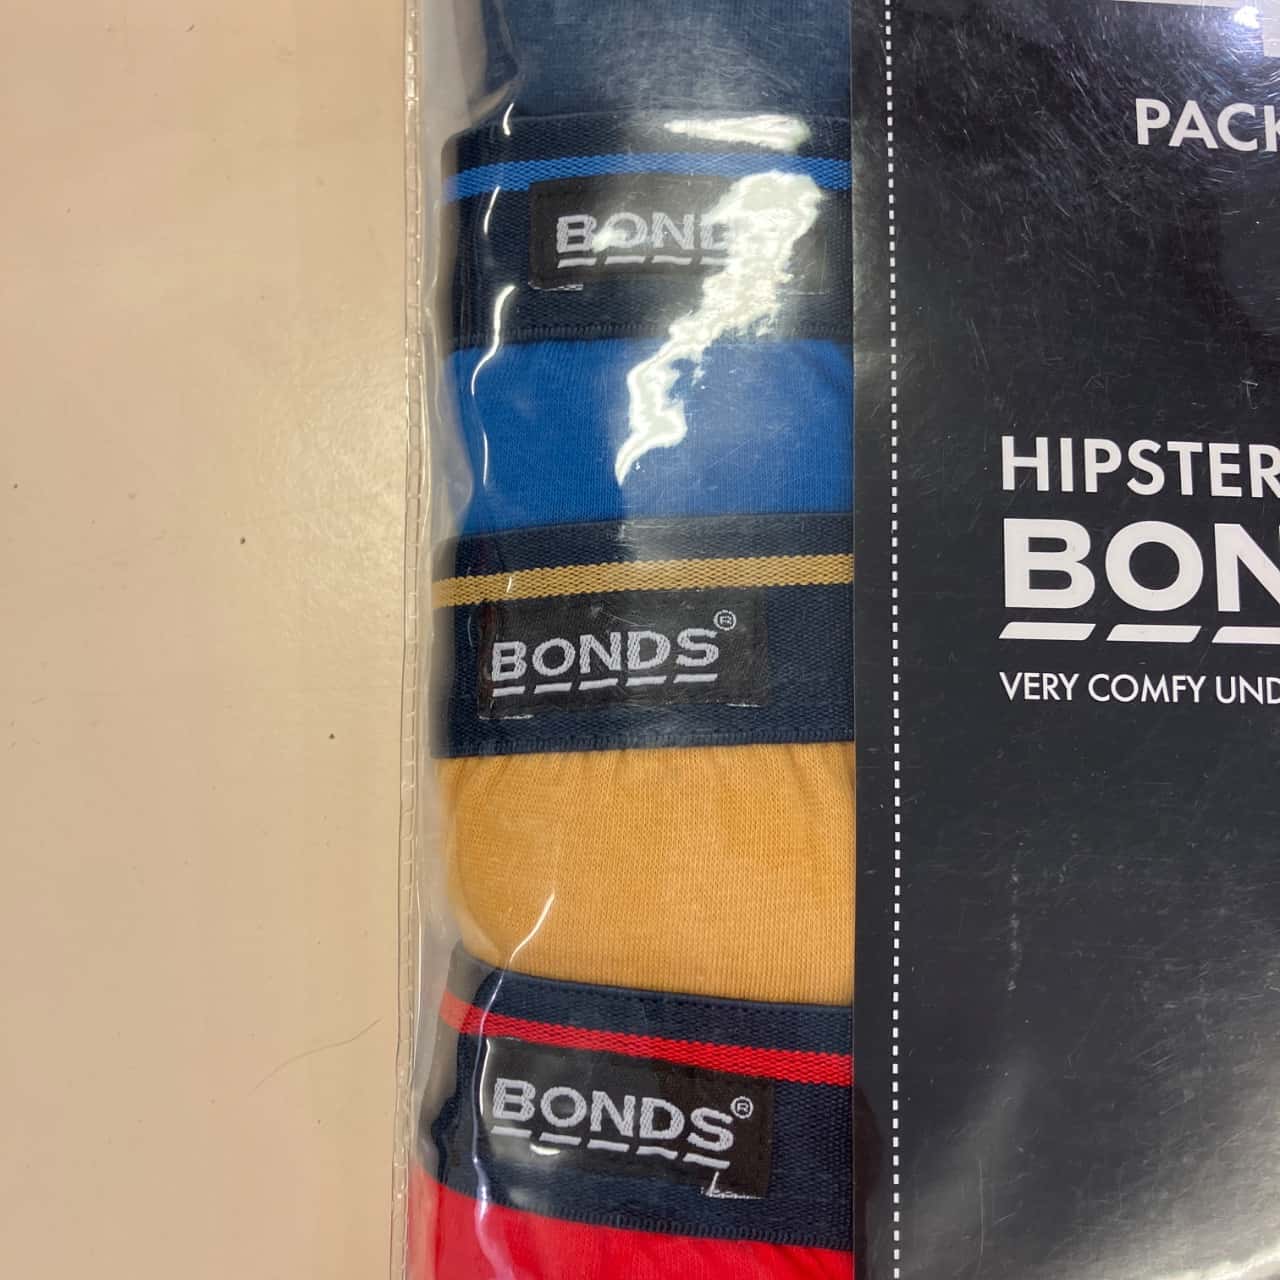 PACK
BONDS
HIPSTER
BON
BONDS®
VERY COMFY UND
BONDS®